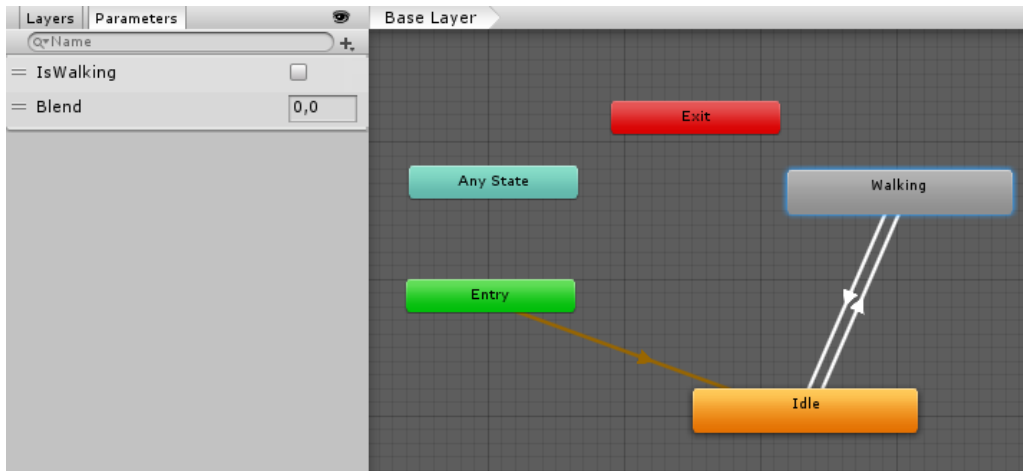 Layers Parameters
Base Layer
Name
IsWalking
Blend 0,0
Exit
Any State
Walking
Entry
Idle